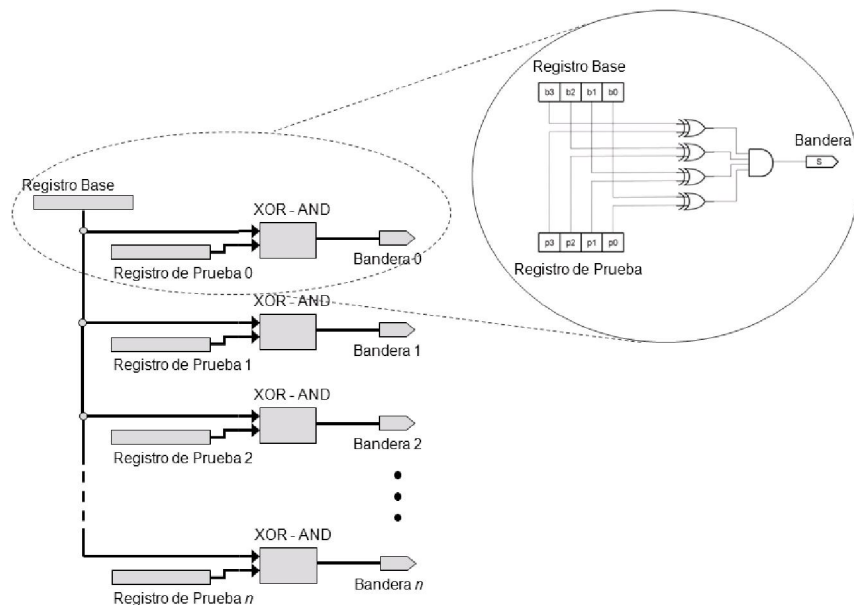 Registro Base
b3 b2 b1 b0
Bandera
S
p3 p2 p1 p0
Registro de Prueba
Registro Base
XOR - AND
Registro de Prueba 0
Bandera 0
XOR - AND
Registro de Prueba 1
Bandera 1
XOR - AND
Registro de Prueba 2
Bandera 2
XOR - AND
Registro de Prueba n
Bandera n